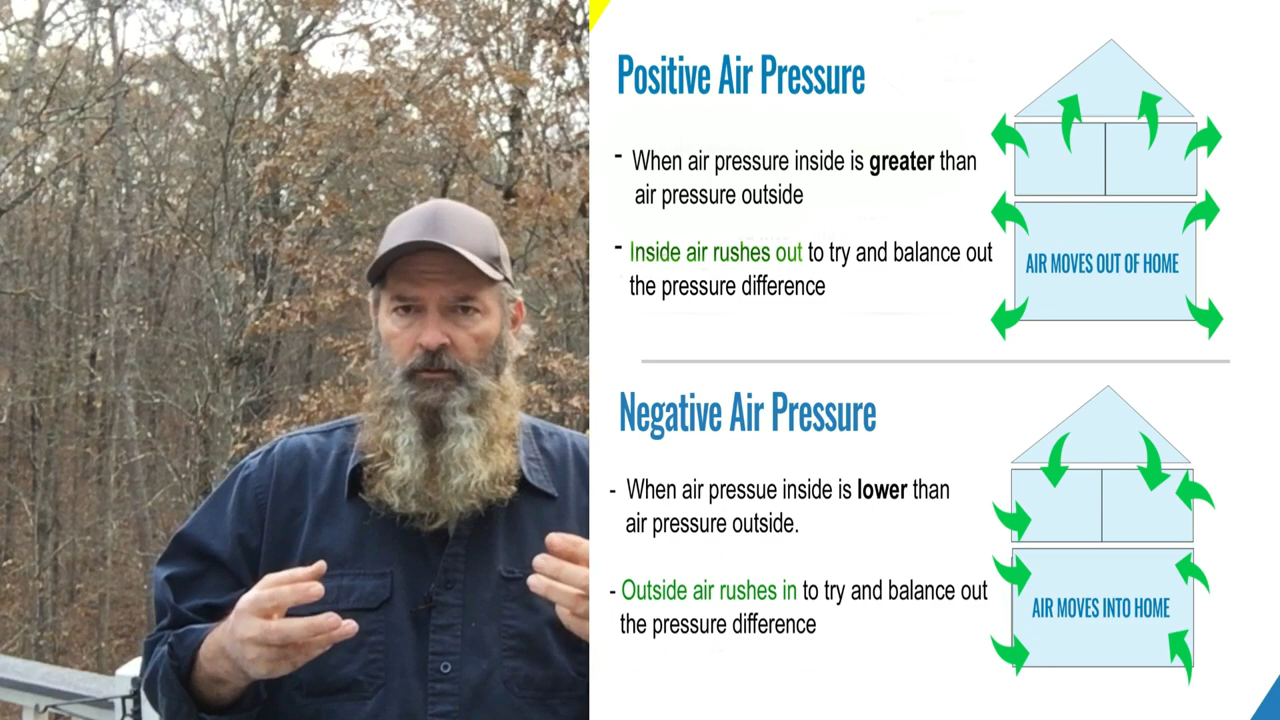 Positive Air Pressure
- When air pressure inside is greater than
air pressure outside
- Inside air rushes out to try and balance out
the pressure difference
AIR MOVES OUT OF HOME
Negative Air Pressure
- When air pressue inside is lower than
air pressure outside.
- Outside air rushes in to try and balance out
the pressure difference
AIR MOVES INTO HOME